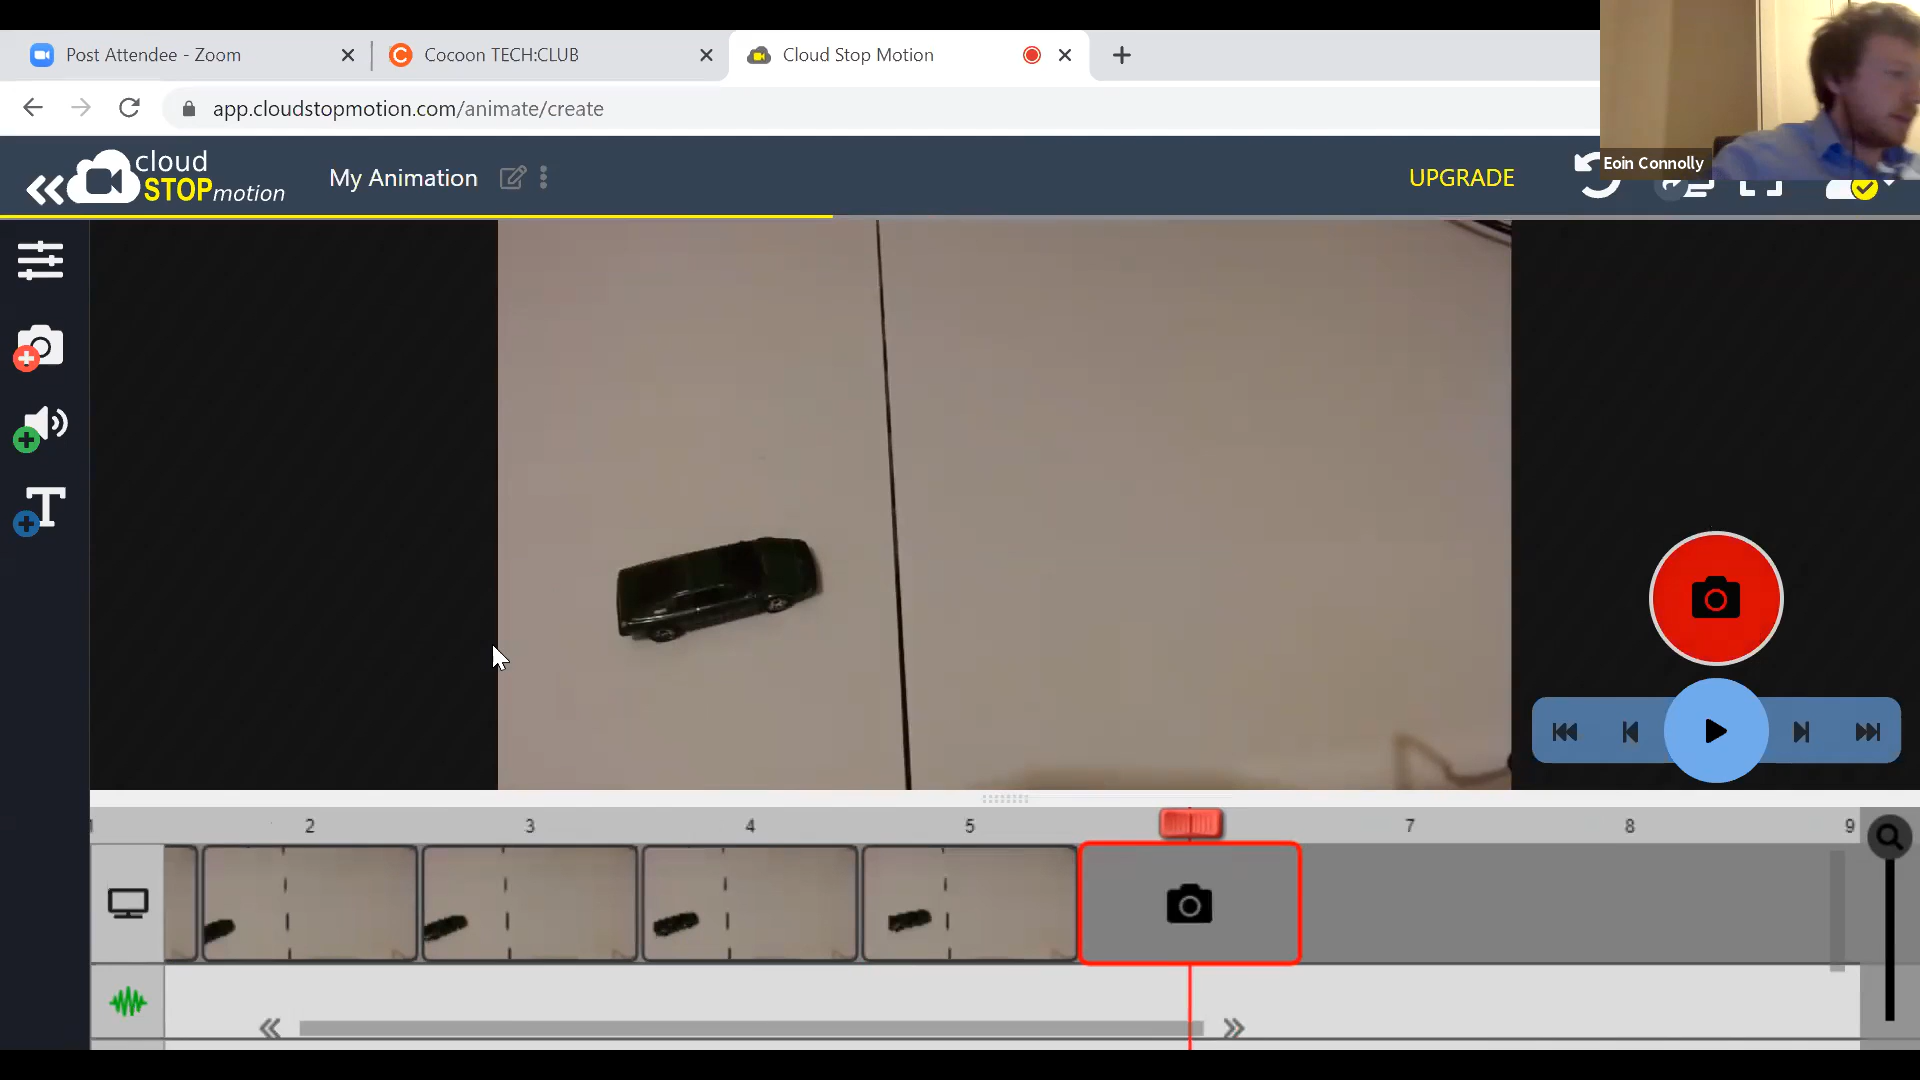 Post Attendee - Zoom
Cocoon TECH:CLUB
Cloud Stop Motion
app.cloudstopmotion.com/animate/create
Eoin Connolly
cloud
STOPmotion
My Animation
UPGRADE
T
1 2 3 4 5 7 8 9